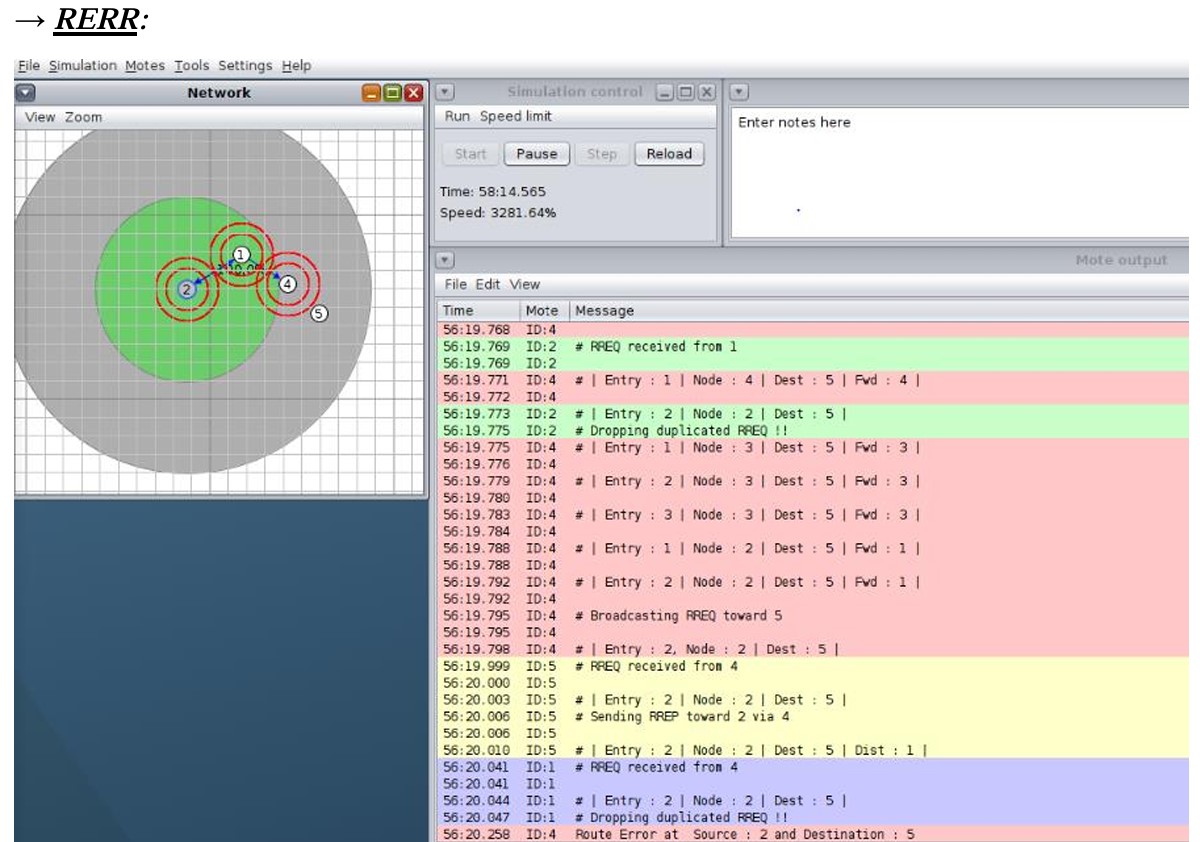 → RERR:
File Simulation Motes Tools Settings Help
Network
View Zoom
1
2
4
5
Simulation control
Run Speed limit
Start Pause Step Reload
Time: 58:14.565
Speed: 3281.64%
Enter notes here
Mote output
File Edit View
Time Mote Message
56:19.768 ID:4
56:19.769 ID:2 # RREQ received from 1
56:19.769 ID:2
56:19.771 ID:4 # | Entry : 1 | Node : 4 | Dest : 5 | Fwd : 4 |
56:19.772 ID:4
56:19.773 ID:2 # | Entry : 2 | Node : 2 | Dest : 5 |
56:19.775 ID:2 # Dropping duplicated RREQ !!
56:19.775 ID:4 # | Entry : 1 | Node : 3 | Dest : 5 | Fwd : 3 |
56:19.776 ID:4
56:19.779 ID:4 # | Entry : 2 | Node : 3 | Dest : 5 | Fwd : 3 |
56:19.780 ID:4
56:19.783 ID:4 # | Entry : 3 | Node : 3 | Dest : 5 | Fwd : 3 |
56:19.784 ID:4
56:19.788 ID:4 # | Entry : 1 | Node : 2 | Dest : 5 | Fwd : 1 |
56:19.788 ID:4
56:19.792 ID:4 # | Entry : 2 | Node : 2 | Dest : 5 | Fwd : 1 |
56:19.792 ID:4
56:19.795 ID:4 # Broadcasting RREQ toward 5
56:19.795 ID:4
56:19.798 ID:4 # | Entry : 2, Node : 2 | Dest : 5 |
56:19.999 ID:5 # RREQ received from 4
56:20.000 ID:5
56:20.003 ID:5 # | Entry : 2 | Node : 2 | Dest : 5 |
56:20.006 ID:5 # Sending RREP toward 2 via 4
56:20.006 ID:5
56:20.010 ID:5 # | Entry : 2 | Node : 2 | Dest : 5 | Dist : 1 |
56:20.041 ID:1 # RREQ received from 4
56:20.041 ID:1
56:20.044 ID:1 # | Entry : 2 | Node : 2 | Dest : 5 |
56:20.047 ID:1 # Dropping duplicated RREQ !!
56:20.258 ID:4 Route Error at Source : 2 and Destination : 5